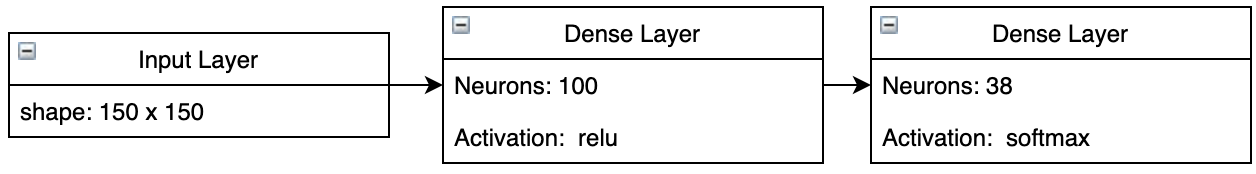 Input Layer
shape: 150 x 150
Dense Layer
Neurons: 100
Activation:  relu
Dense Layer
Neurons: 38
Activation:  softmax